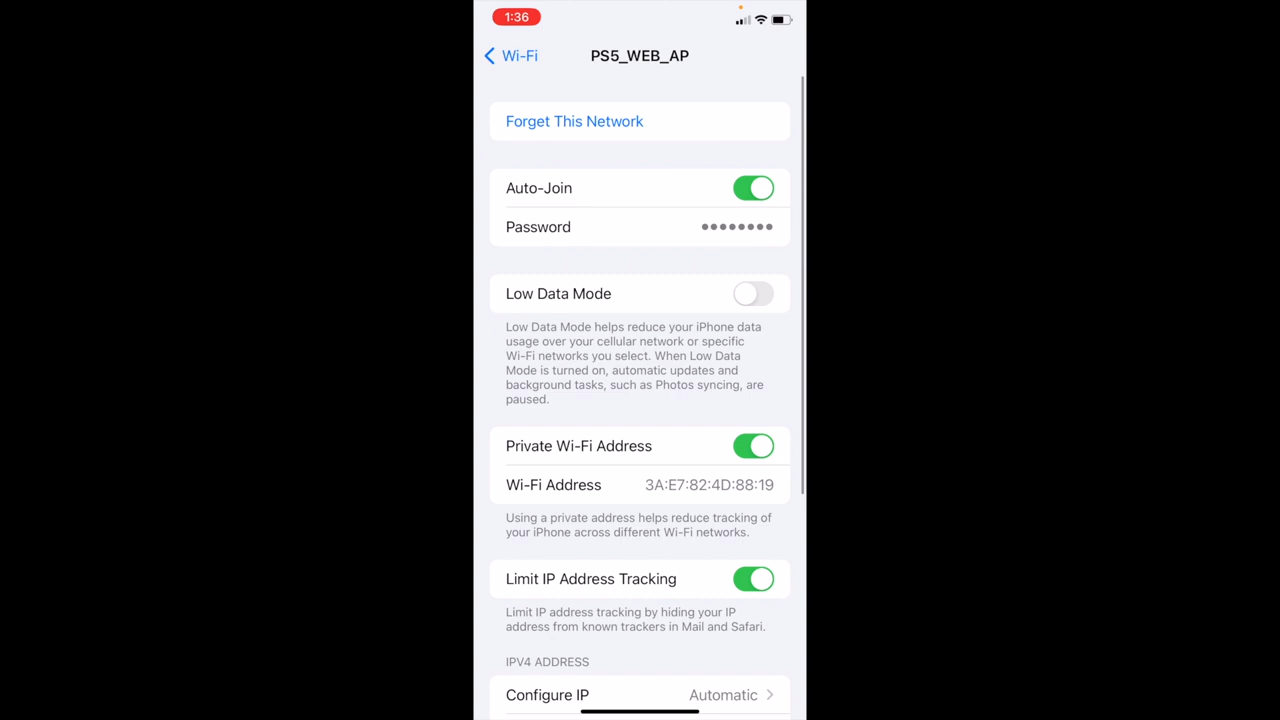 1:36
Wi-Fi
PS5_WEB_AP
Forget This Network
Auto-Join
Password ●●●●●●●●
Low Data Mode
Low Data Mode helps reduce your iPhone data
usage over your cellular network or specific
Wi-Fi networks you select. When Low Data
Mode is turned on, automatic updates and
background tasks, such as Photos syncing, are
paused.
Private Wi-Fi Address
Wi-Fi Address 3A:E7:82:4D:88:19
Using a private address helps reduce tracking of
your iPhone across different Wi-Fi networks.
Limit IP Address Tracking
Limit IP address tracking by hiding your IP
address from known trackers in Mail and Safari.
IPV4 ADDRESS
Configure IP Automatic